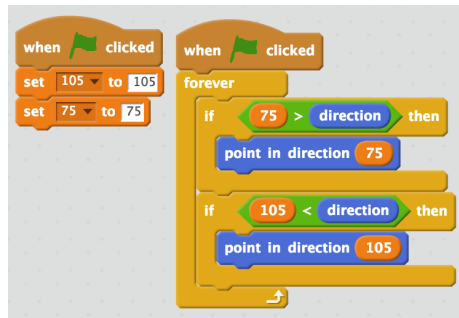 when clicked
set 105 to 105
set 75 to 75
when clicked
forever
if 75 > direction then
point in direction 75
if 105 < direction then
point in direction 105